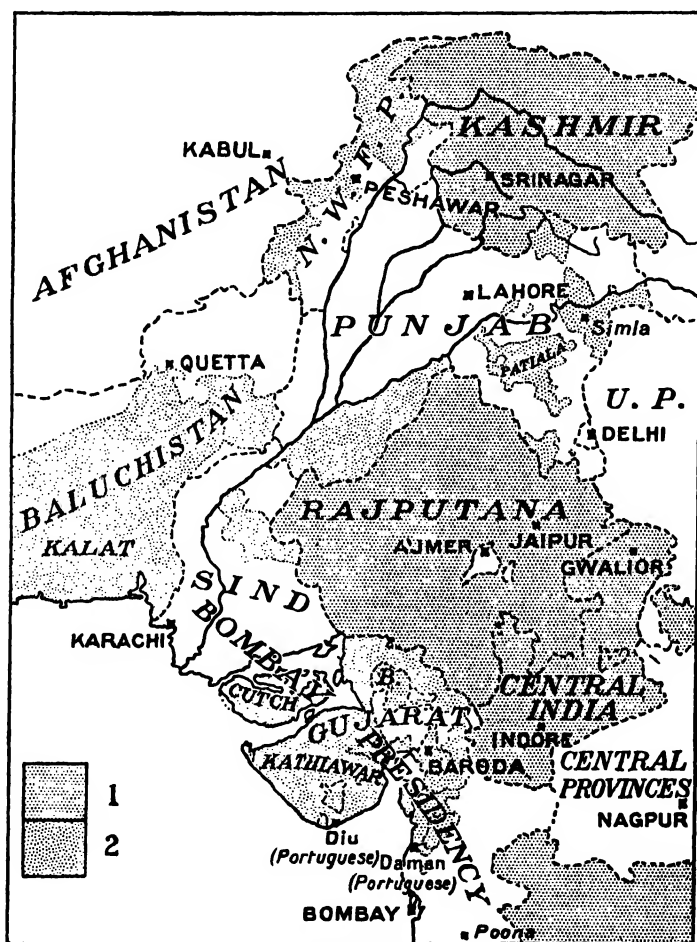 KASHMIR
KABUL
N. W. F. P.
SRINAGAR
PESHAWAR
AFGHANISTAN
LAHORE
PUNJAB
Simla
PATIALA
QUETTA
U. P.
DELHI
BALUCHISTAN
RAJPUTANA
KALAT
AJMER
JAIPUR
GWALIOR
SIND
KARACHI
BOMBAY
PRESIDENCY
B.
CUTCH
CENTRAL
INDIA
GUJARAT
INDORE
KATHIAWAR
BARODA
CENTRAL
PROVINCES
NAGPUR
1
2
Diu
(Portuguese)
Daman
(Portuguese)
BOMBAY
Poona